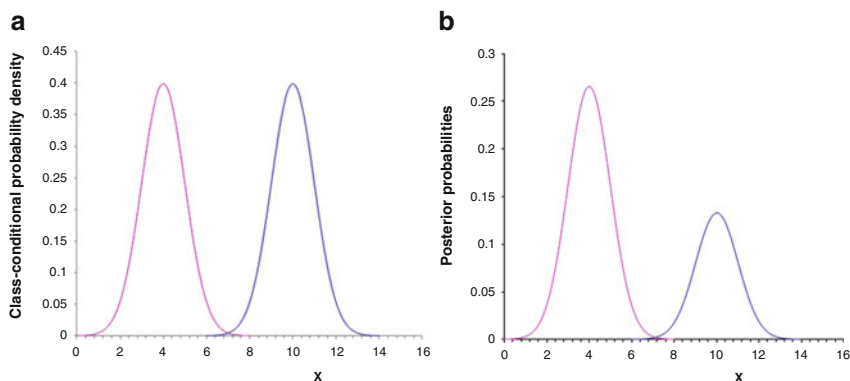 a
Class-conditional probability density
0.45
0.4
0.35
0.3
0.25
0.2
0.15
0.1
0.05
0
0 2 4 6 8 10 12 14 16
x
b
Posterior probabilities
0.3
0.25
0.2
0.15
0.1
0.05
0
0 2 4 6 8 10 12 14 16
x